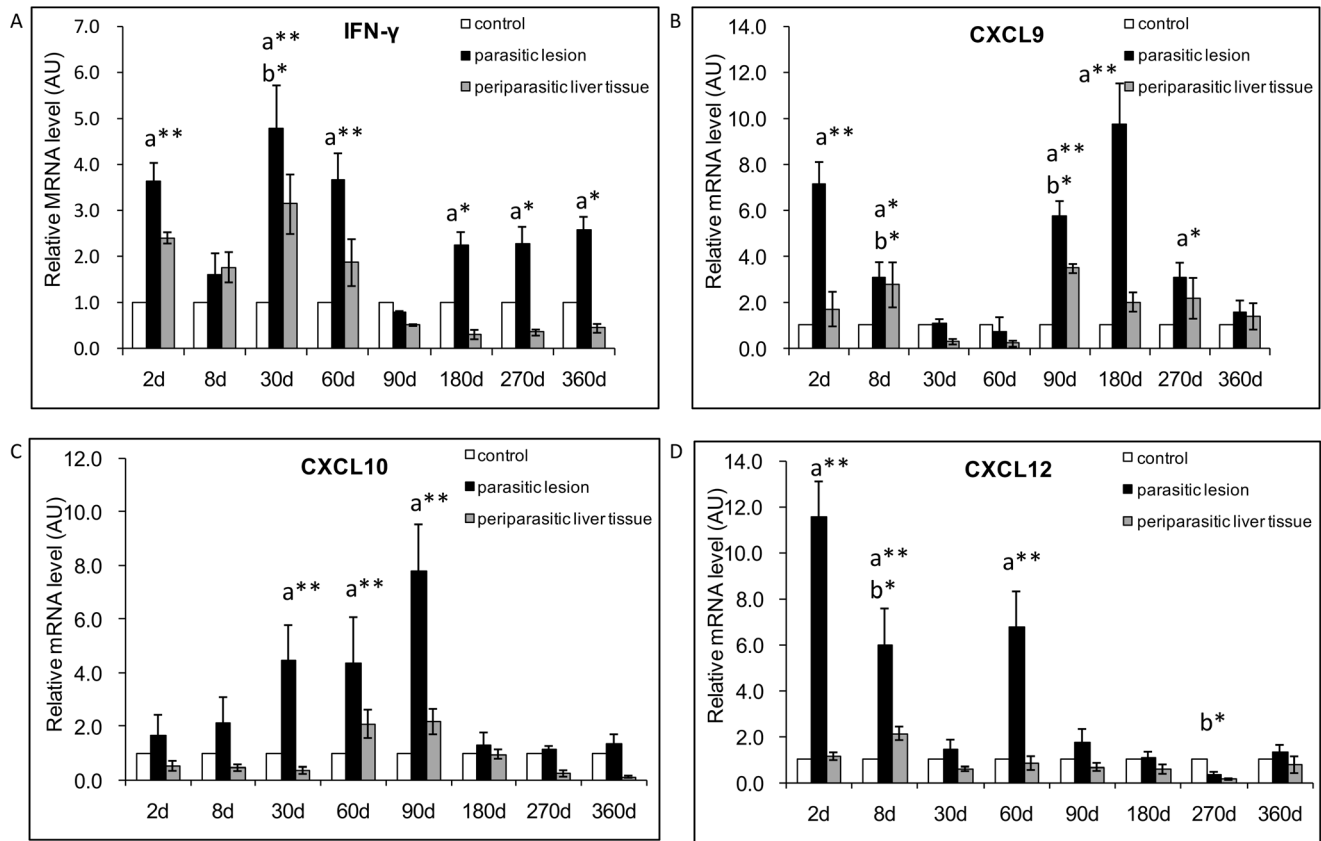 A
IFN-γ
control
parasitic lesion
periparasitic liver tissue
Relative MRNA level (AU)
7.0
6.0
5.0
4.0
3.0
2.0
1.0
0.0
a**
a**
b*
a**
a*
a*
a*
2d 8d 30d 60d 90d 180d 270d 360d
B
CXCL9
control
parasitic lesion
periparasitic liver tissue
Relative mRNA level (AU)
14.0
12.0
10.0
8.0
6.0
4.0
2.0
0.0
a**
a*
b*
a**
b*
a**
a*
2d 8d 30d 60d 90d 180d 270d 360d
C
CXCL10
control
parasitic lesion
periparasitic liver tissue
Relative mRNA level (AU)
12.0
10.0
8.0
6.0
4.0
2.0
0.0
a**
a**
a**
2d 8d 30d 60d 90d 180d 270d 360d
D
CXCL12
control
parasitic lesion
periparasitic liver tissue
Relative mRNA level (AU)
14.0
12.0
10.0
8.0
6.0
4.0
2.0
0.0
a**
a**
b*
a**
b*
2d 8d 30d 60d 90d 180d 270d 360d